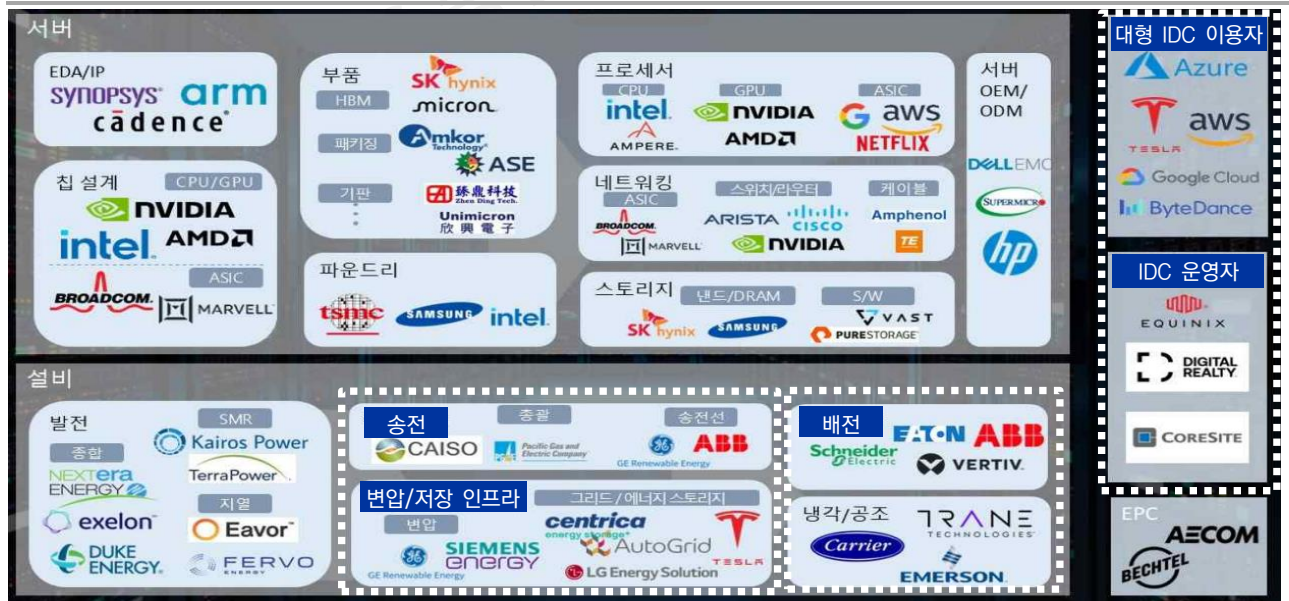 서버
EDA/IP
SYNOPSYS
arm
cādence
칩 설계
CPU/GPU
NVIDIA
intel.
AMD
ASIC
BROADCOM.
MARVELL
부품
HBM
SK hynix
micron
패키징
Amkor
Technology
ASE
기판
臻鼎科技
Zhen Ding Tech.
Unimicron
欣興電子
파운드리
tsmc
SAMSUNG
intel.
프로세서
CPU
GPU
ASIC
intel.
NVIDIA
G aws
AMPERE.
AMD
NETFLIX
네트워킹
ASIC
스위치/라우터
케이블
BROADCOM.
ARISTA
CISCO
Amphenol
MARVELL
NVIDIA
TE
스토리지
낸드/DRAM
S/W
SK hynix
SAMSUNG
VAST
PURESTORAGE
서버
OEM/
ODM
DELLEMC
SUPERMICR
hp
대형 IDC 이용자
Azure
TESLA
aws
Google Cloud
ByteDance
IDC 운영자
EQUINIX
DIGITAL
REALTY
CORESITE
EPC
AECOM
BECHTEL
설비
발전
SMR
종합
Kairos Power
NEXTera
ENERGY
TerraPower
지열
exelon
Eavor
DUKE
ENERGY.
FERVO
ENERGY
송전
총괄
송전선
CAISO
Pacific Gas and
Electric Company
GE Renewable Energy
ABB
변압/저장 인프라
그리드/에너지 스토리지
변압
GE Renewable Energy
SIEMENS
energy
centrica
energy storage+
AutoGrid
TESLA
LG Energy Solution
배전
EATON
ABB
Schneider
Electric
VERTIV.
냉각/공조
TRANE
TECHNOLOGIES
Carrier
EMERSON